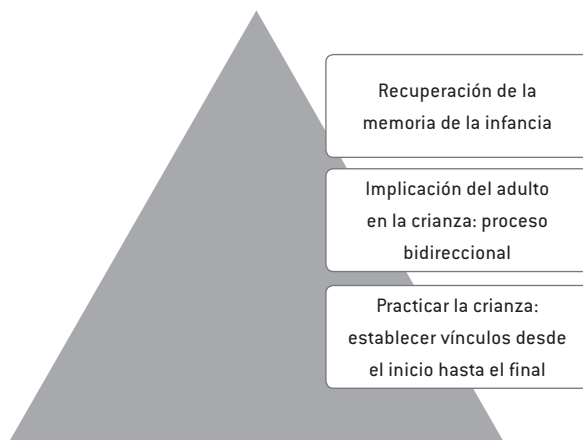 Recuperación de la
memoria de la infancia
Implicación del adulto
en la crianza: proceso
bidireccional
Practicar la crianza:
establecer vínculos desde
el inicio hasta el final